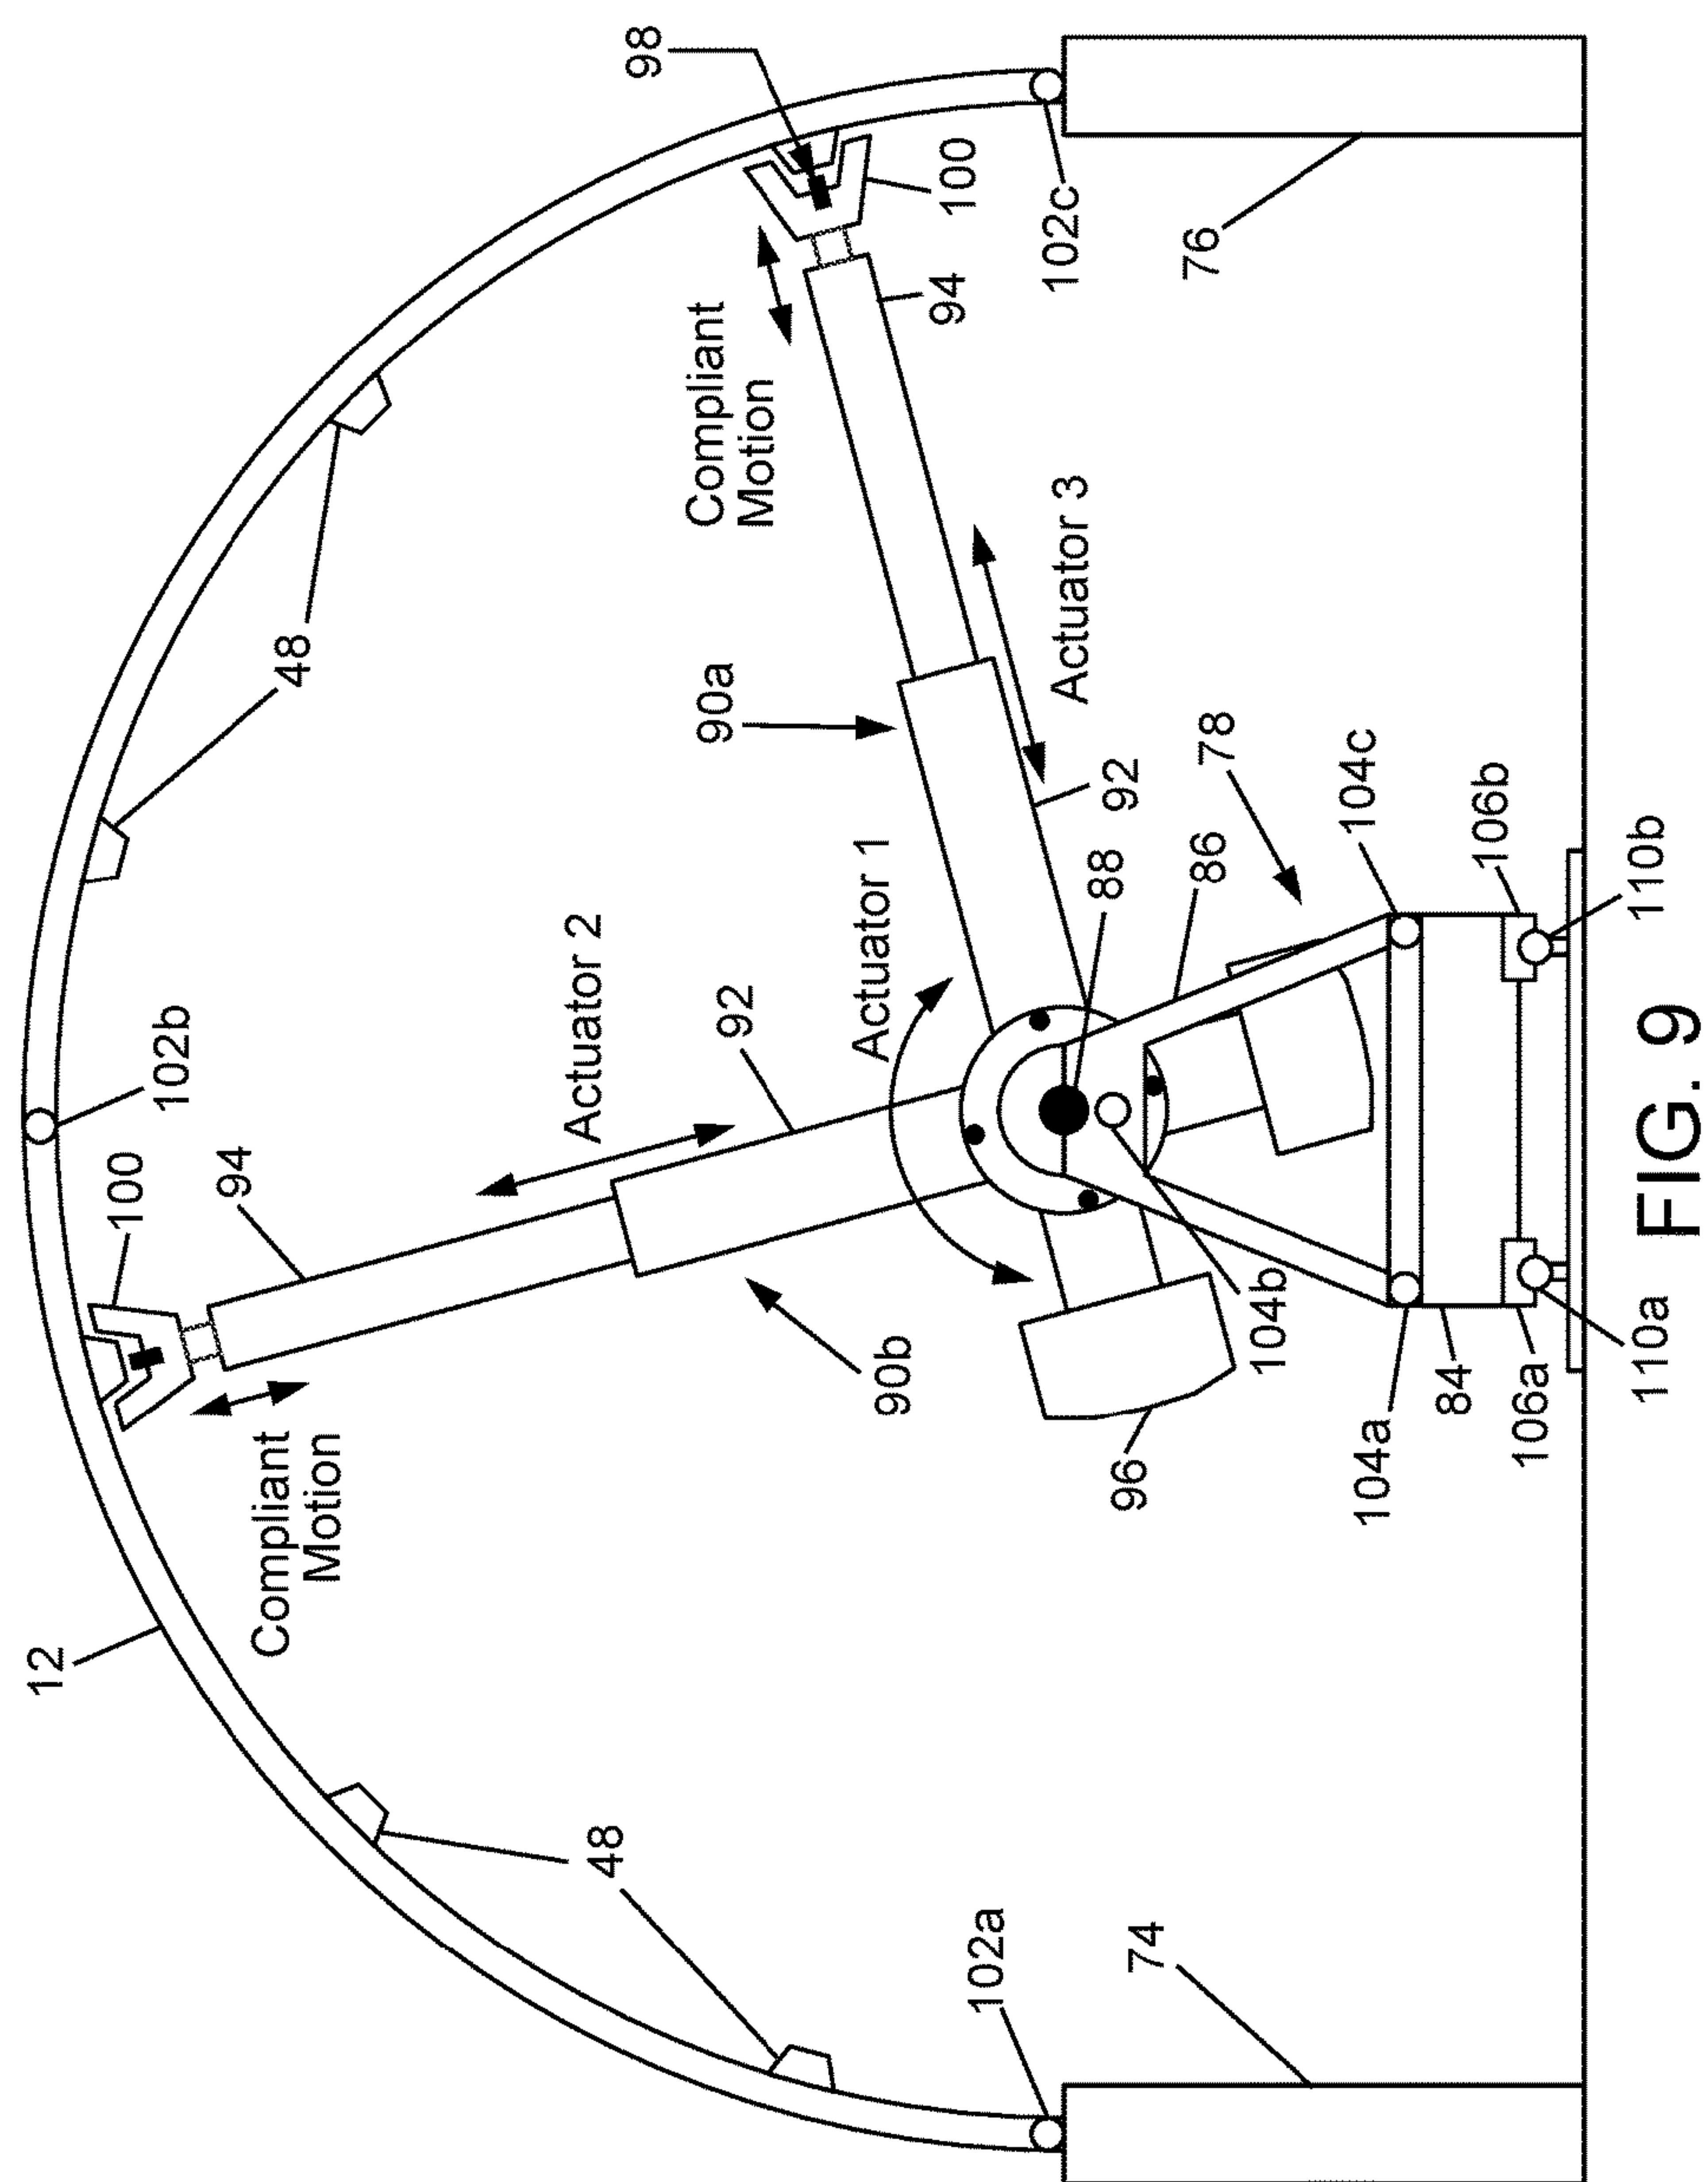 12
100
102b
94
Compliant
Motion
48
48
Actuator 2
98
Compliant
Motion
92
90a
Actuator 1
90b
94
100
102a
102c
Actuator 3
88
92
96
74
76
86
78
104b
104c
104a
84
106b
106a
110a
110b
FIG. 9